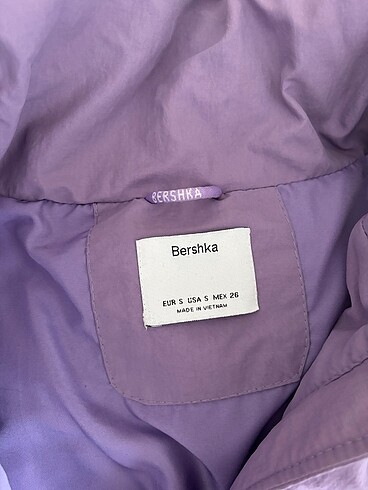 BERSHKA
Bershka
EUR S USA S MEX 26
MADE IN VIETNAM